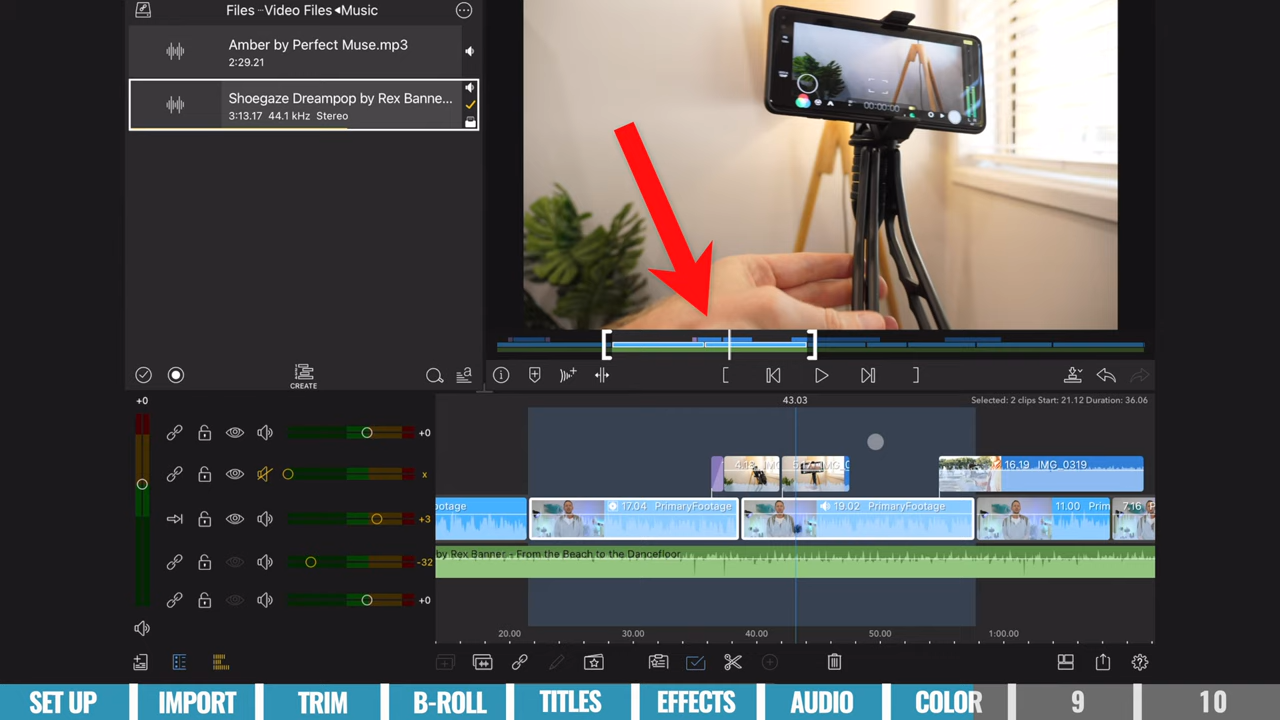 Files ··Video Files ◂Music
Amber by Perfect Muse.mp3
2:29.21
Shoegaze Dreampop by Rex Banne...
3:13.17 44.1 kHz Stereo
00:00:00
CREATE
+0
43.03
Selected: 2 clips Start: 21.12 Duration: 36.06
+0
x
16.19 IMG_0319
+3
ootage
17.04 PrimaryFootage
19.02 PrimaryFootage
11.00 Prim
7.16
by Rex Banner - From the Beach to the Dancefloor
-32
+0
20.00 30.00 40.00 50.00 1:00.00
SET UP IMPORT TRIM B-ROLL TITLES EFFECTS AUDIO COLOR 9 10